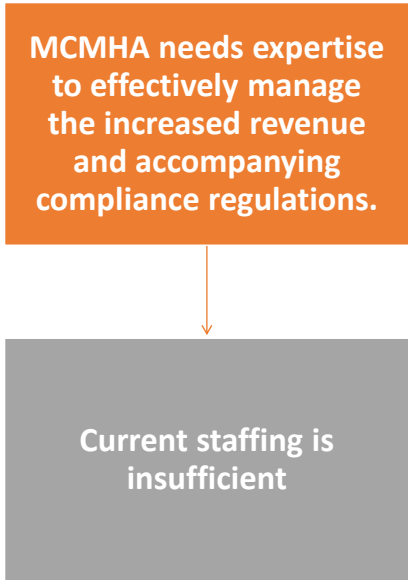 MCMHA needs expertise
to effectively manage
the increased revenue
and accompanying
compliance regulations.
Current staffing is
insufficient